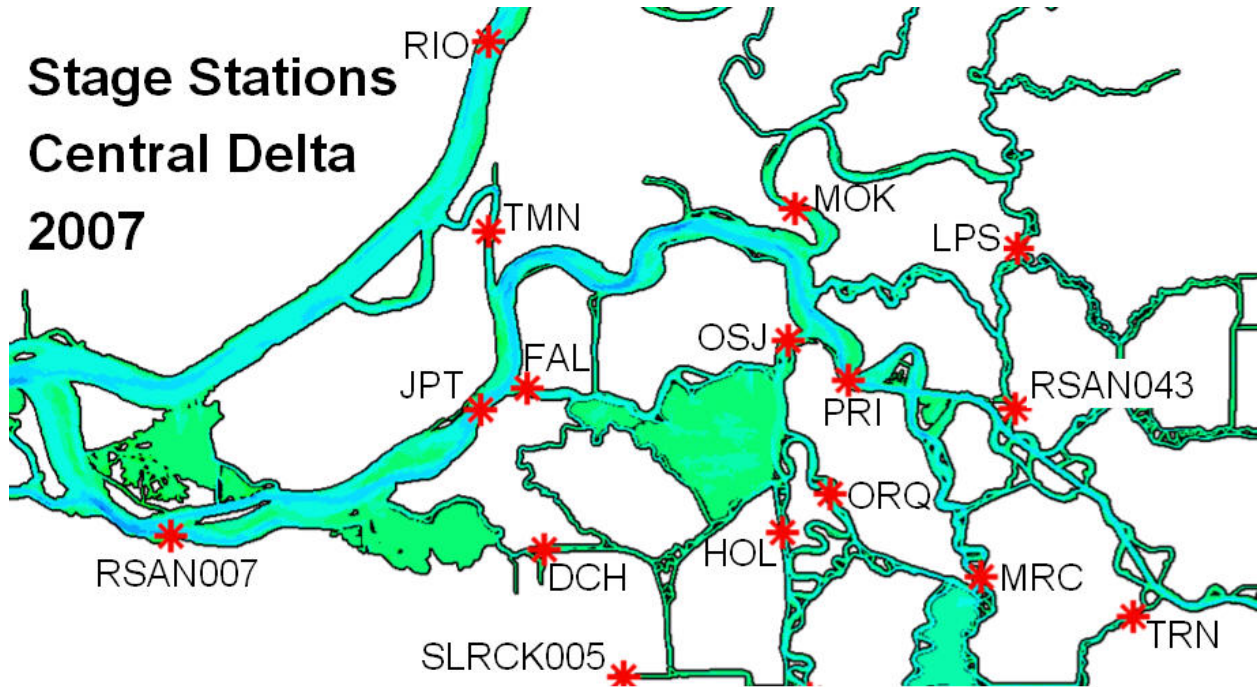 Stage Stations
Central Delta
2007
RIO
MOK
TMN
LPS
OSJ
FAL
JPT
PRI
RSAN043
ORQ
HOL
RSAN007
DCH
MRC
TRN
SLRCK005